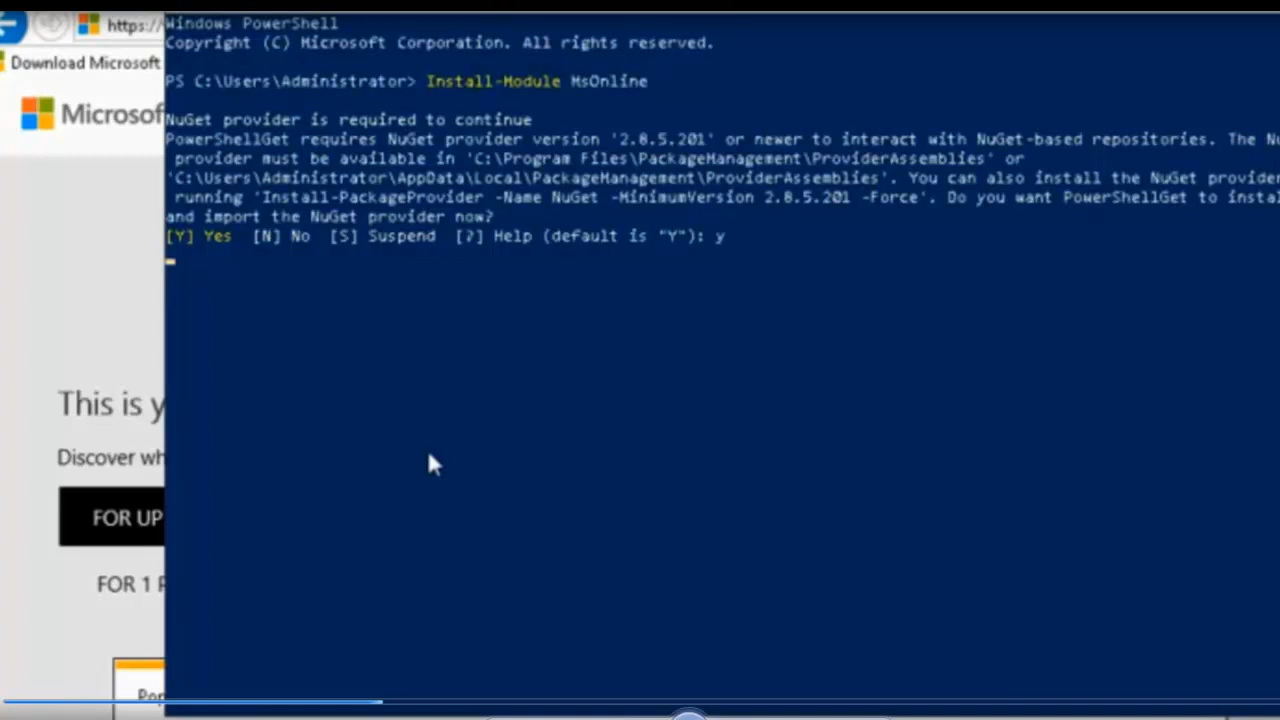 https://
Download Microsoft
Microsof
This is y
Discover wh
FOR UP
FOR 1 P
Pop
Windows PowerShell
Copyright (C) Microsoft Corporation. All rights reserved.
PS C:\Users\Administrator> Install-Module MsOnline
NuGet provider is required to continue
PowerShellGet requires NuGet provider version '2.8.5.201' or newer to interact with NuGet-based repositories. The Nu
provider must be available in 'C:\Program Files\PackageManagement\ProviderAssemblies' or
'C:\Users\Administrator\AppData\Local\PackageManagement\ProviderAssemblies'. You can also install the NuGet provider
running 'Install-PackageProvider -Name NuGet -MinimumVersion 2.8.5.201 -Force'. Do you want PowerShellGet to instal
and import the NuGet provider now?
[Y] Yes [N] No [S] Suspend [?] Help (default is "Y"): y